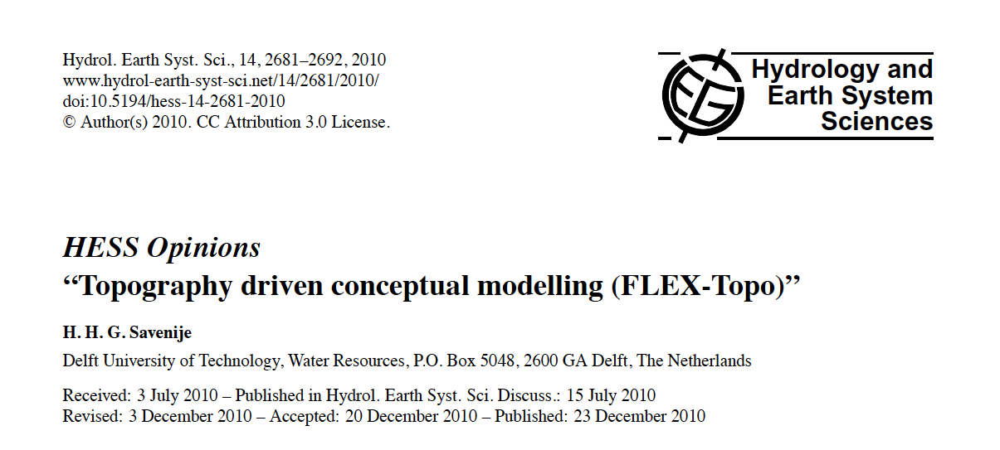 Hydrol. Earth Syst. Sci., 14, 2681–2692, 2010
www.hydrol-earth-syst-sci.net/14/2681/2010/
doi:10.5194/hess-14-2681-2010
© Author(s) 2010. CC Attribution 3.0 License.
Hydrology and
Earth System
Sciences
HESS Opinions
“Topography driven conceptual modelling (FLEX-Topo)”
H. H. G. Savenije
Delft University of Technology, Water Resources, P.O. Box 5048, 2600 GA Delft, The Netherlands
Received: 3 July 2010 – Published in Hydrol. Earth Syst. Sci. Discuss.: 15 July 2010
Revised: 3 December 2010 – Accepted: 20 December 2010 – Published: 23 December 2010